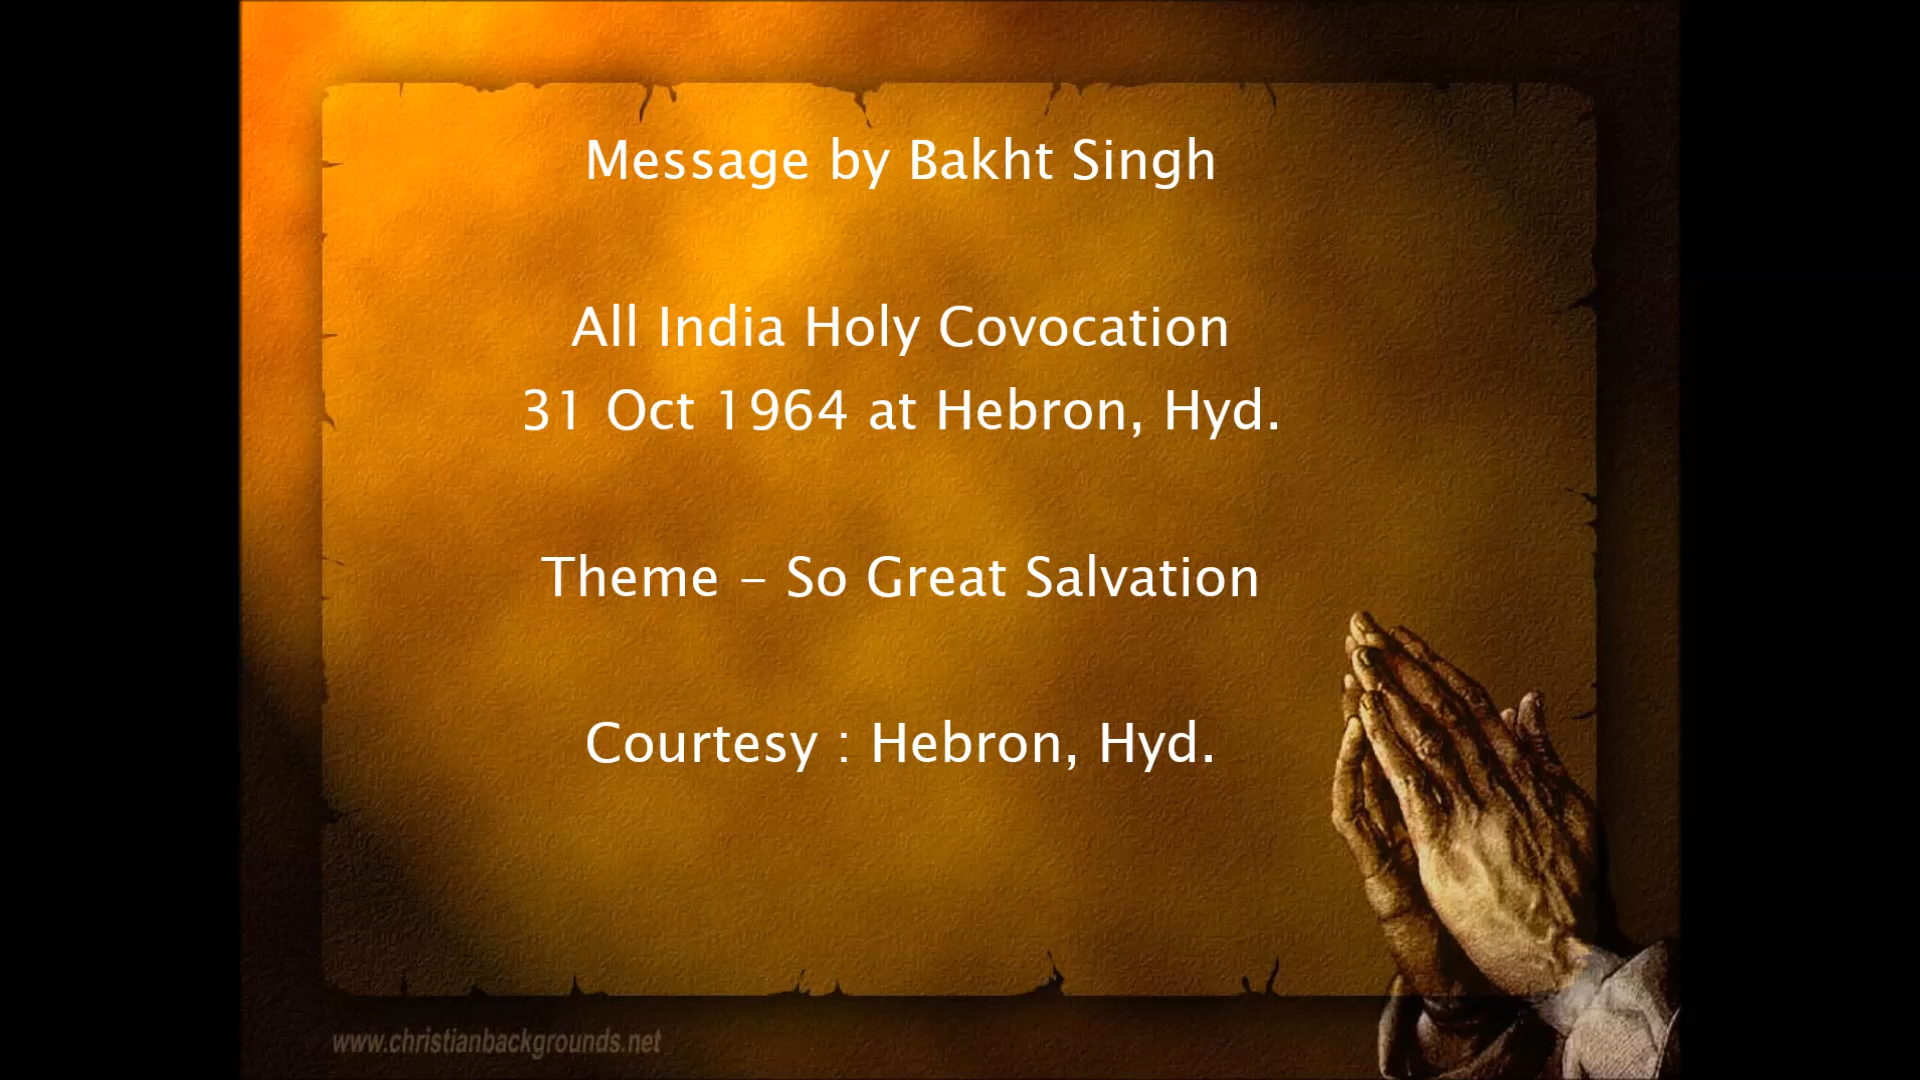 Message by Bakht Singh
All India Holy Covocation
31 Oct 1964 at Hebron, Hyd.
Theme - So Great Salvation
Courtesy : Hebron, Hyd.
www.christianbackgrounds.net